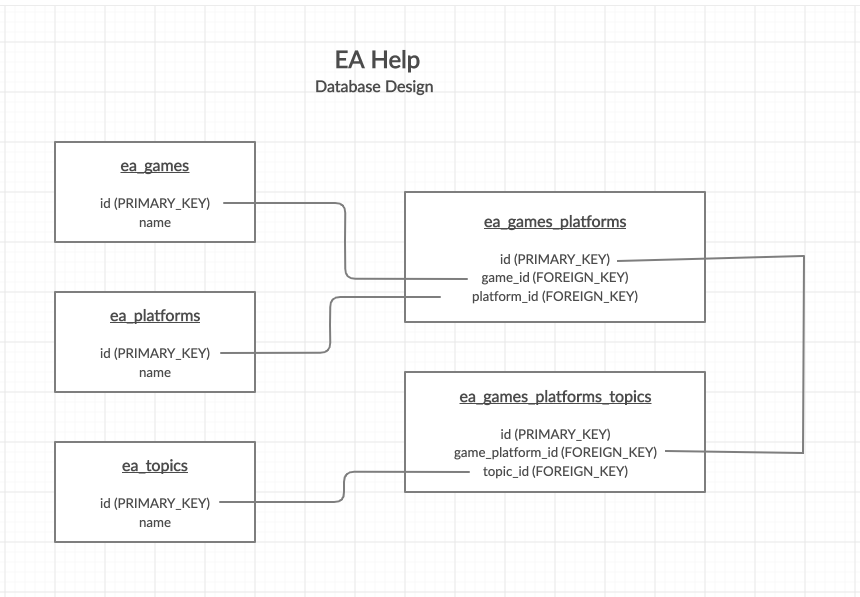 EA Help
Database Design
ea_games
id (PRIMARY_KEY)
name
ea_platforms
id (PRIMARY_KEY)
name
ea_topics
id (PRIMARY_KEY)
name
ea_games_platforms
id (PRIMARY_KEY)
game_id (FOREIGN_KEY)
platform_id (FOREIGN_KEY)
ea_games_platforms_topics
id (PRIMARY_KEY)
game_platform_id (FOREIGN_KEY)
topic_id (FOREIGN_KEY)